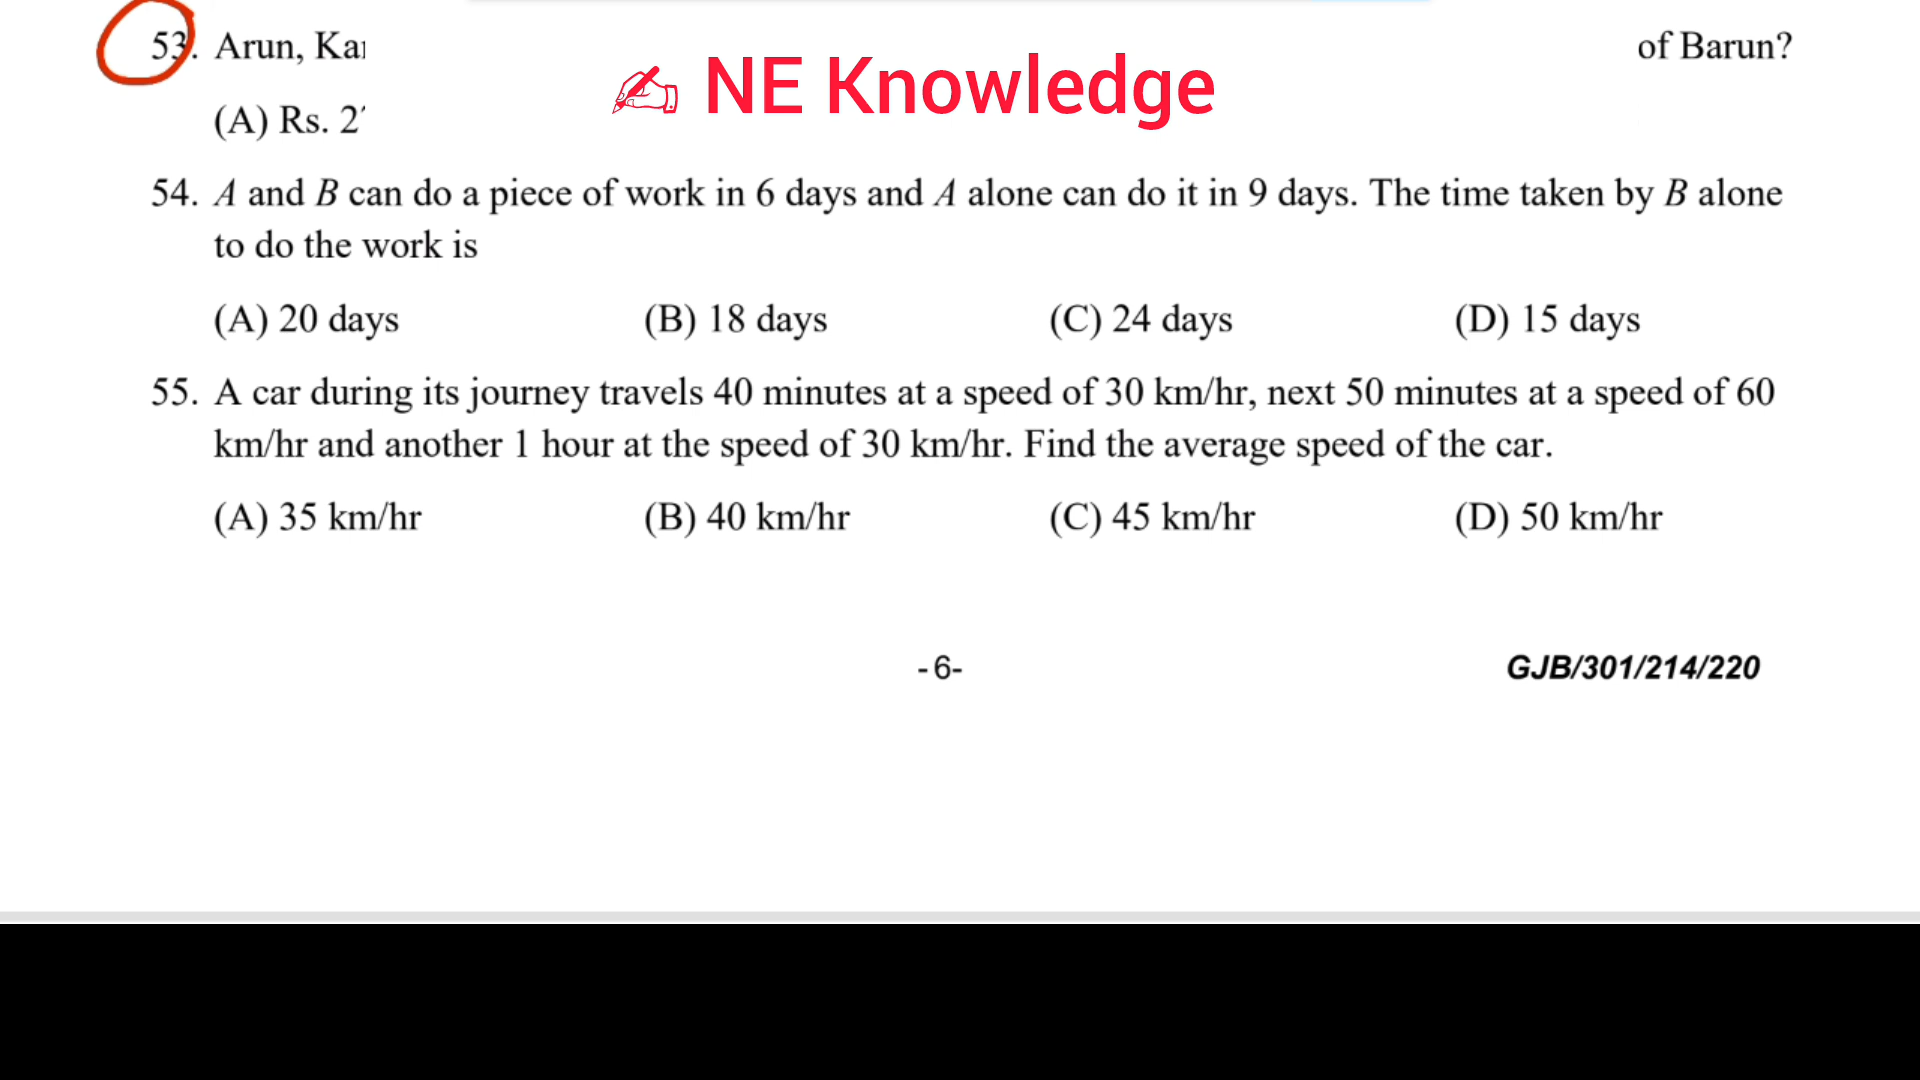 53. Arun, Kar of Barun?
✍ NE Knowledge
(A) Rs. 2
54. A and B can do a piece of work in 6 days and A alone can do it in 9 days. The time taken by B alone
to do the work is
(A) 20 days (B) 18 days (C) 24 days (D) 15 days
55. A car during its journey travels 40 minutes at a speed of 30 km/hr, next 50 minutes at a speed of 60
km/hr and another 1 hour at the speed of 30 km/hr. Find the average speed of the car.
(A) 35 km/hr (B) 40 km/hr (C) 45 km/hr (D) 50 km/hr
-6- GJB/301/214/220